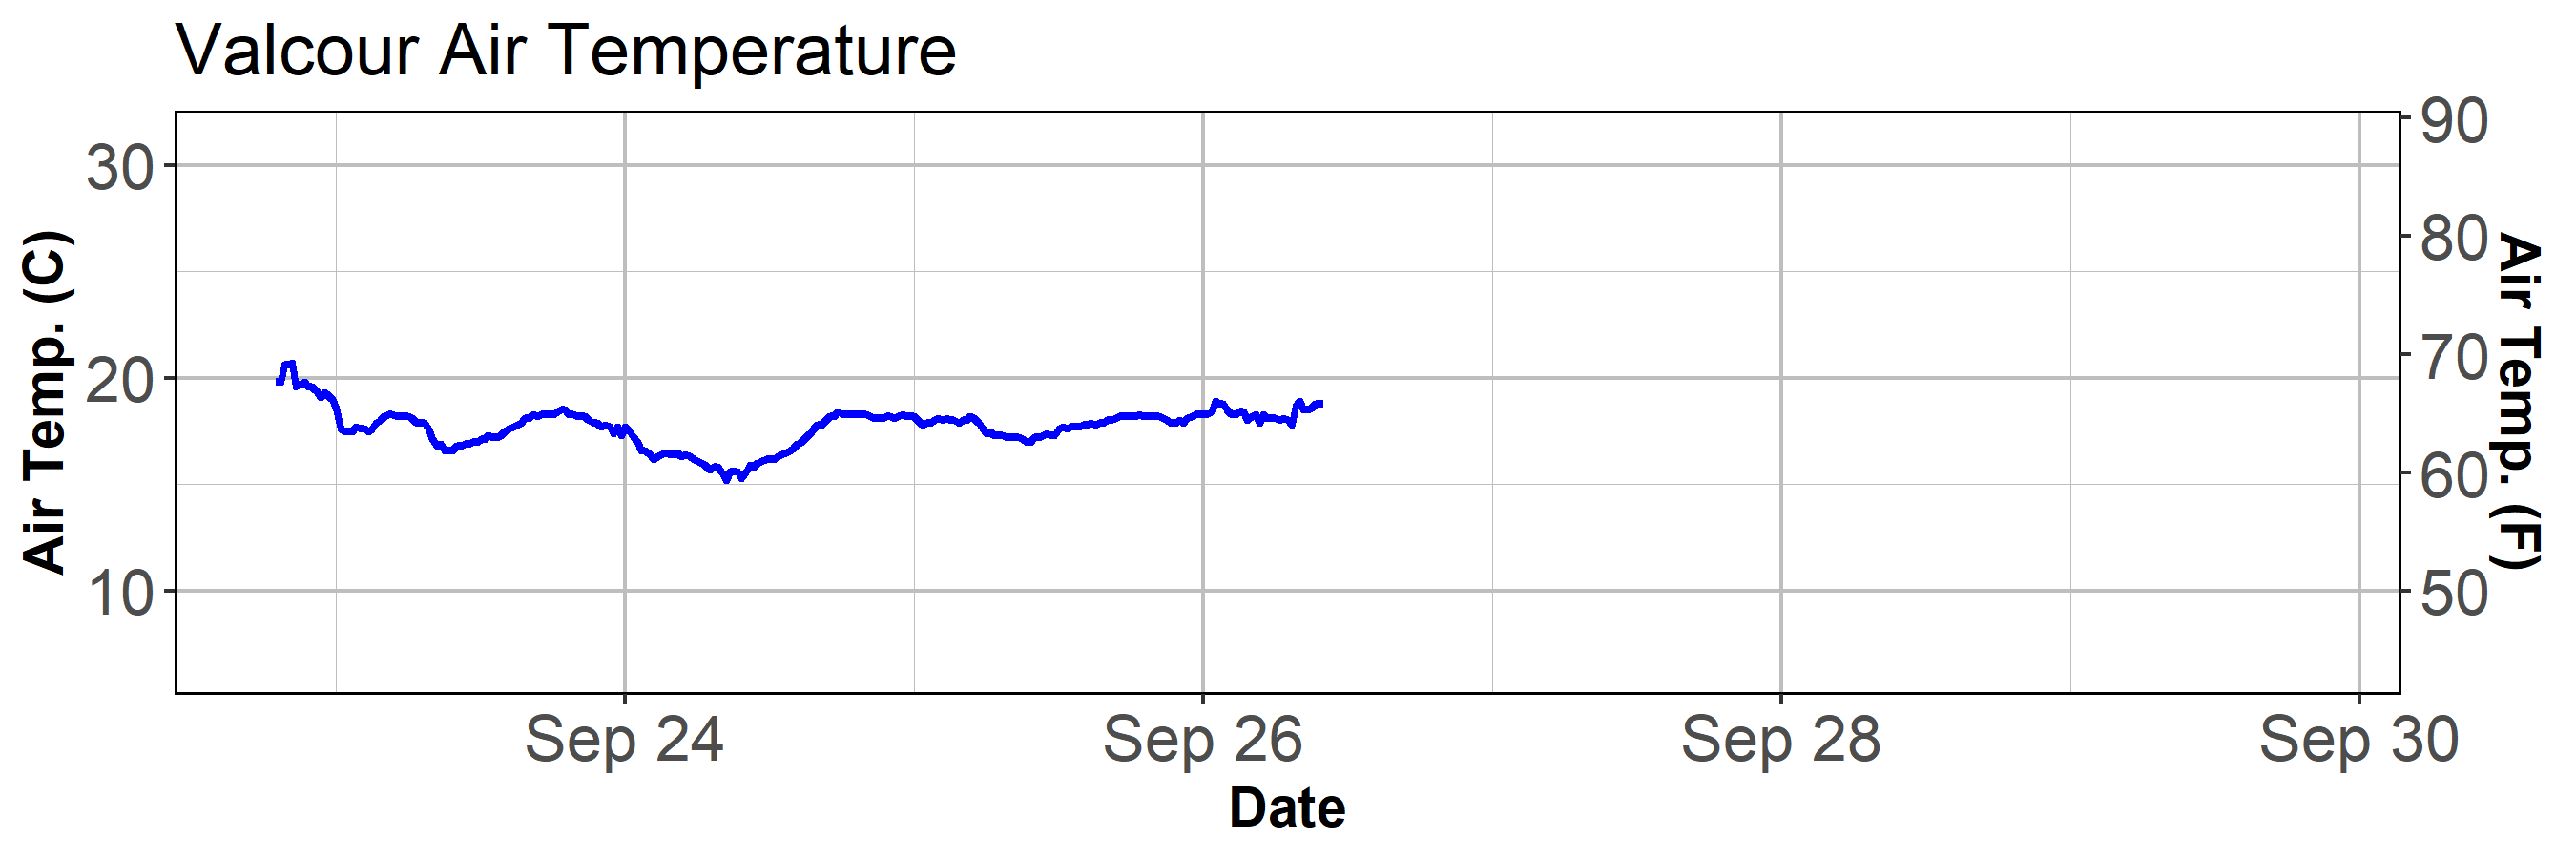 Valcour Air Temperature
Air Temp. (C)
30
20
10
90
80
70
60
50
Air Temp. (F)
Sep 24
Sep 26
Sep 28
Sep 30
Date